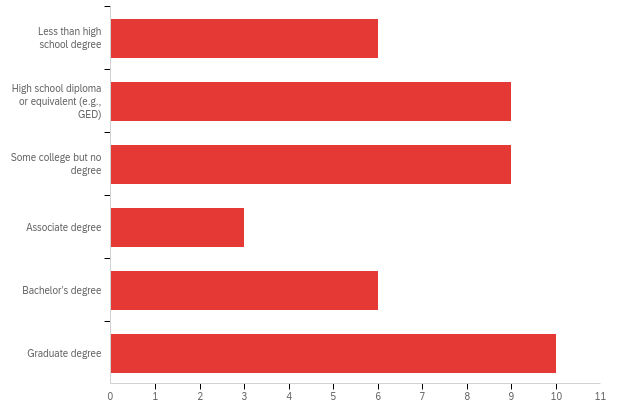 Less than high
school degree
High school diploma
or equivalent (e.g.,
GED)
Some college but no
degree
Associate degree
Bachelor's degree
Graduate degree
0 1 2 3 4 5 6 7 8 9 10 11